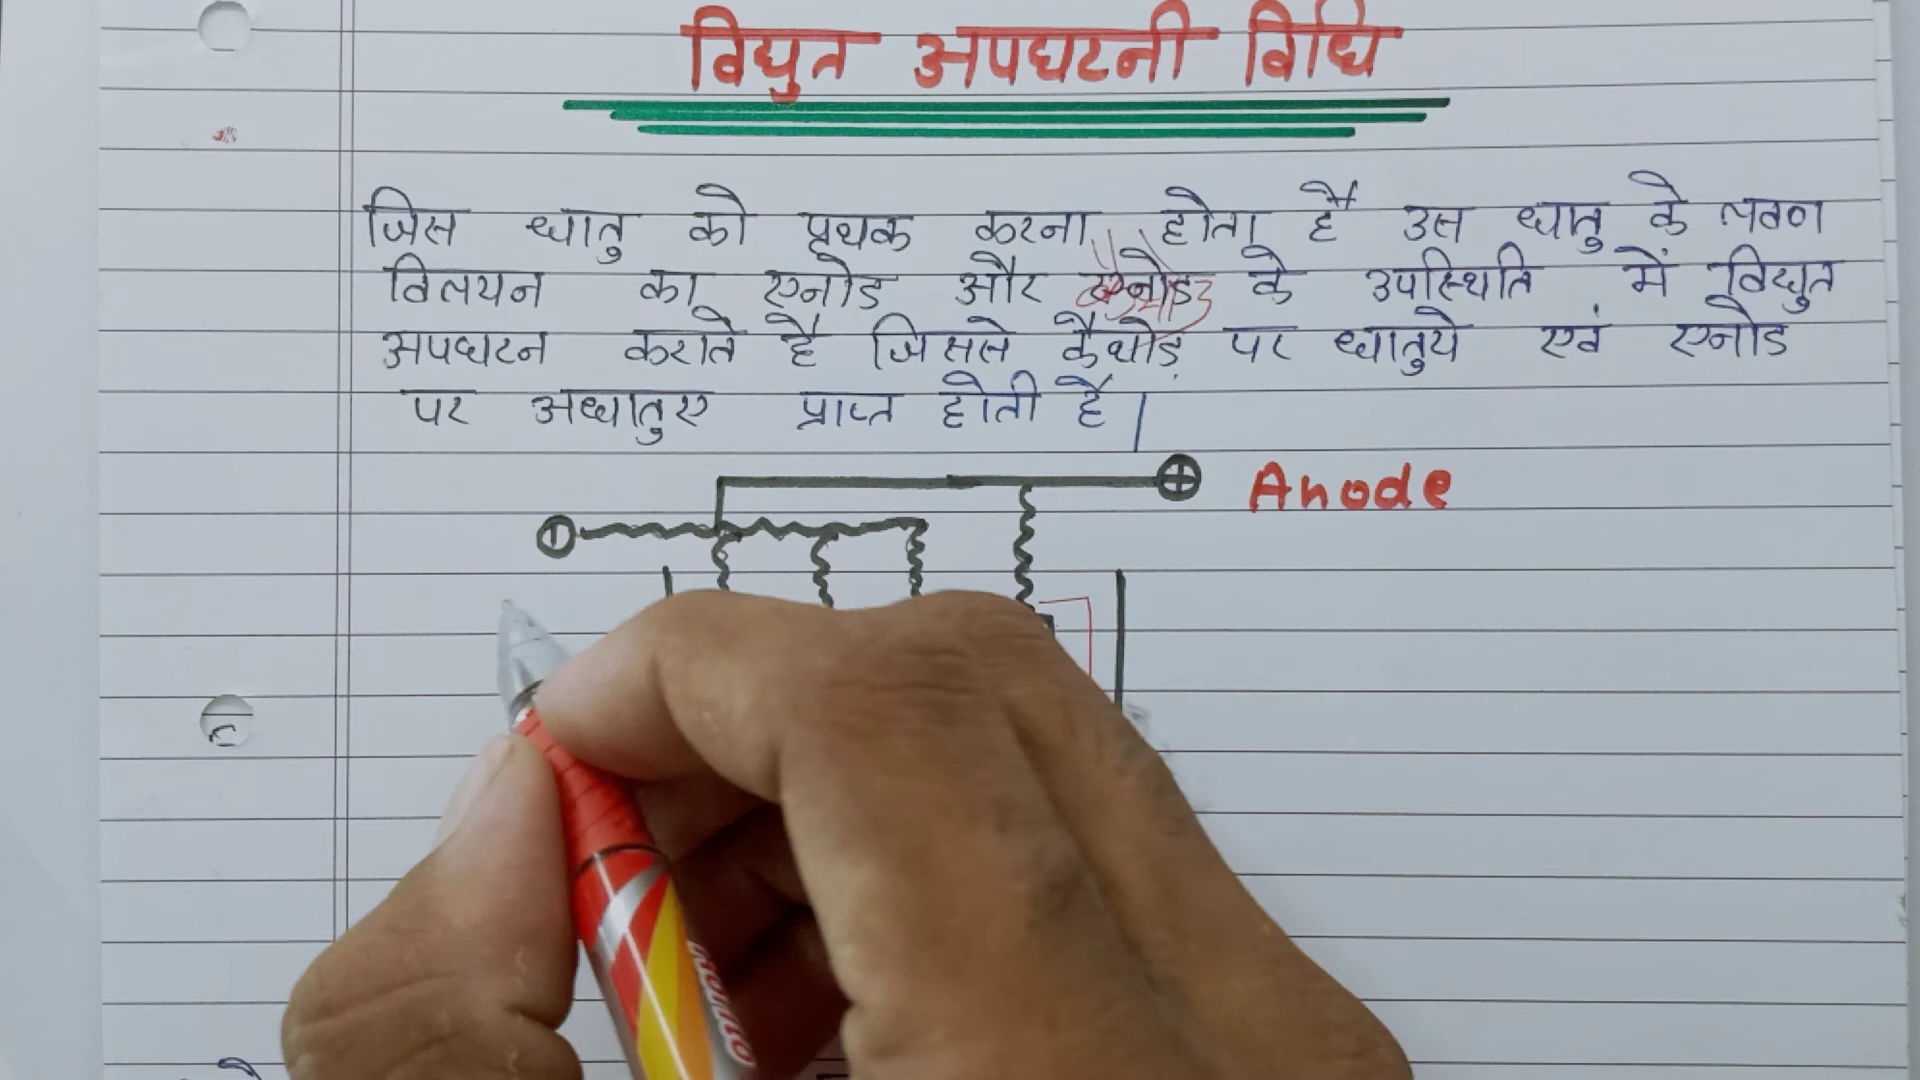 विद्युत अपघटनी विधि
जिस धातु को पृथक करना होता है उस धातु के लवण
विलयन का एनोड और के उपस्थिति में विद्युत
अपघटन कराते है जिससे कैथोड़ पर धातुये एवं एनोड
पर अधातुए प्राप्त होती है।
Anode